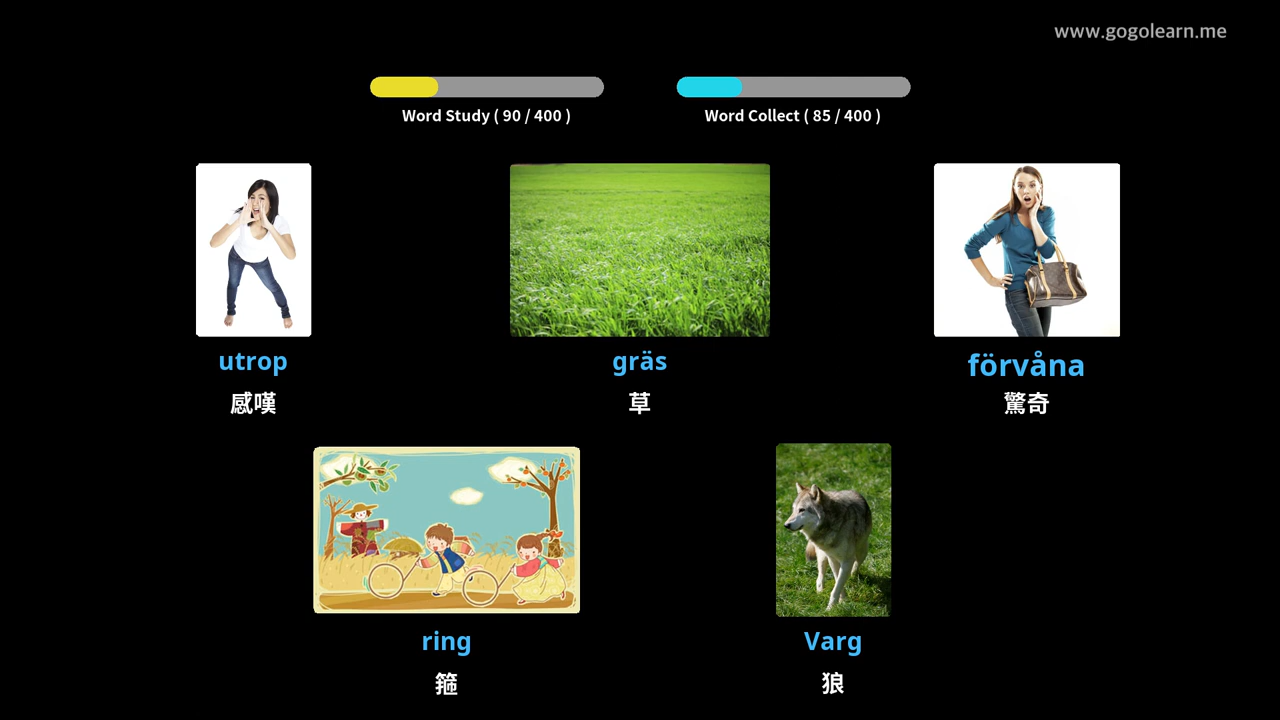 www.gogolearn.me
Word Study ( 90 / 400 )
Word Collect ( 85 / 400 )
utrop
感嘆
gräs
草
förvåna
驚奇
ring
箍
Varg
狼